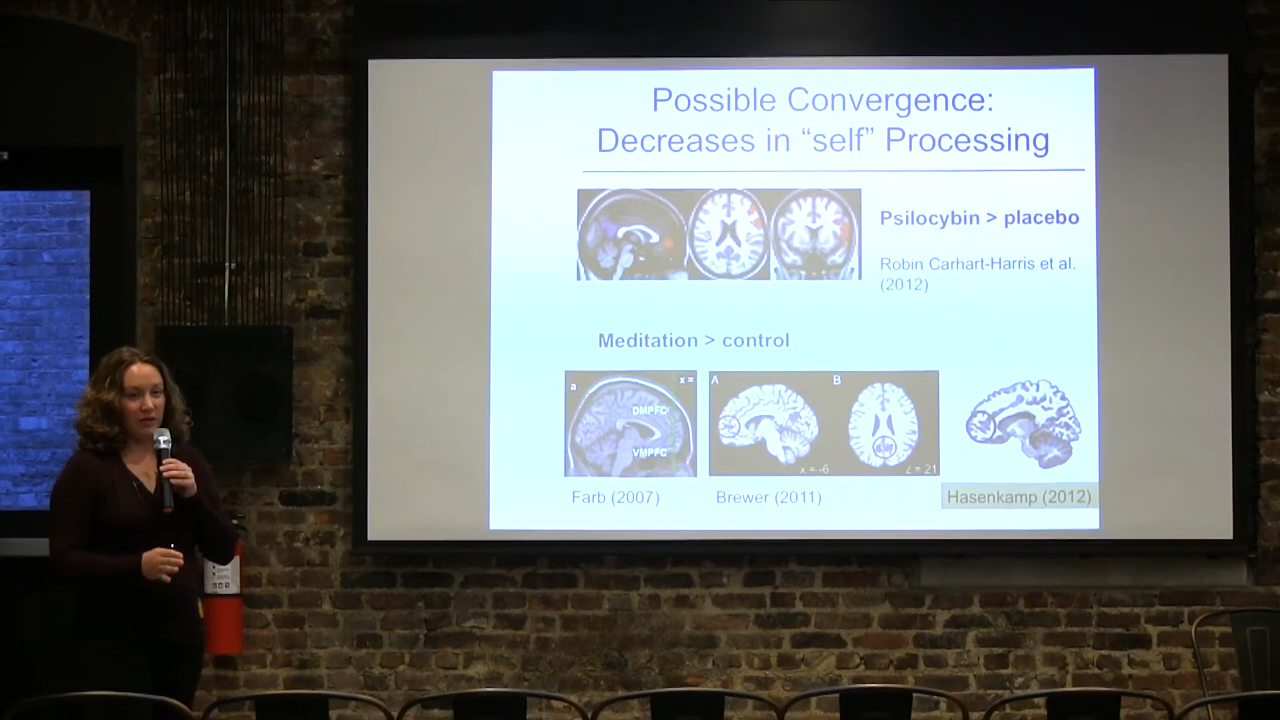 Possible Convergence:
Decreases in “self” Processing
Psilocybin > placebo
Robin Carhart-Harris et al.
(2012)
Meditation > control
a
x =
DMPFC
VMPFC
A
B
x = -6
z = 21
Farb (2007)
Brewer (2011)
Hasenkamp (2012)